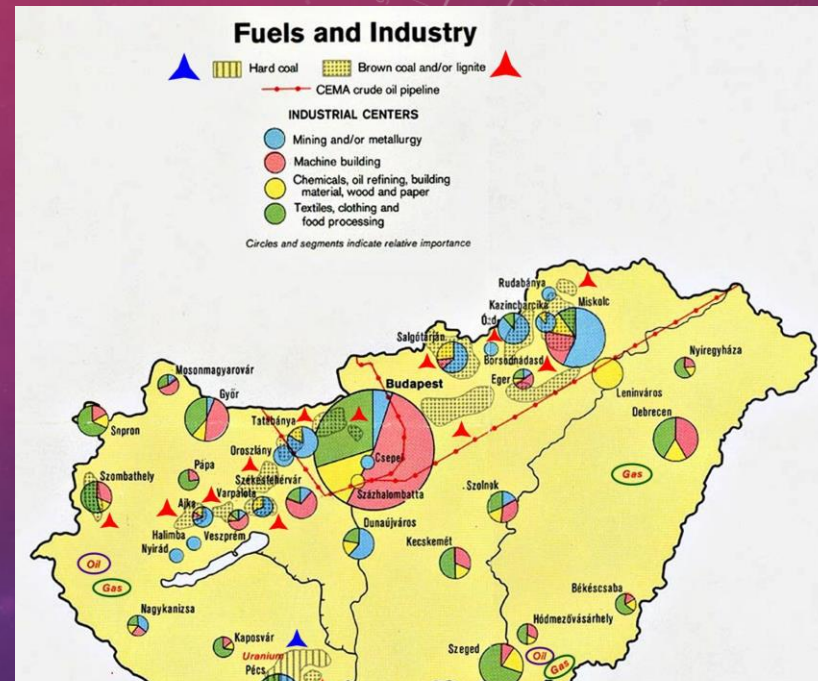 Fuels and Industry
Hard coal
Brown coal and/or lignite
CEMA crude oil pipeline
INDUSTRIAL CENTERS
Mining and/or metallurgy
Machine building
Chemicals, oil refining, building
material, wood and paper
Textiles, clothing and
food processing
Circles and segments indicate relative importance
Rudabánya
Kazincbarcika
Miskolc
Ózd
Salgótarján
Borsodnádasd
Nyíregyháza
Mosonmagyaróvár
Eger
Budapest
Leninváros
Győr
Debrecen
Sopron
Tatabánya
Oroszlány
Csepel
Gas
Pápa
Székesfehérvár
Szombathely
Százhalombatta
Szolnok
Ajka
Várpalota
Dunaújváros
Halimba
Veszprém
Kecskemét
Nyirád
Oil
Gas
Békéscsaba
Nagykanizsa
Hódmezővásárhely
Kaposvár
Szeged
Uranium
Oil
Gas
Pécs